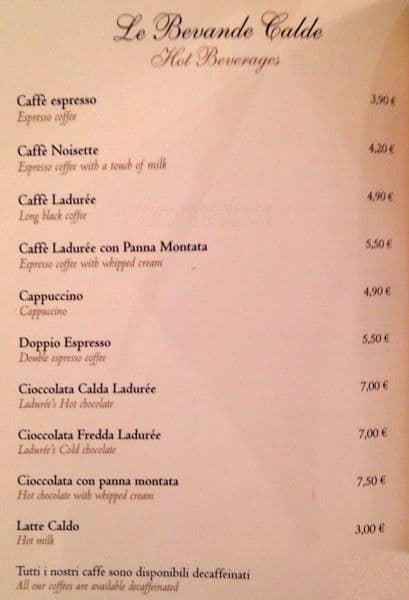 Le Bevande Calde
Hot Beverages
Caffè espresso 3,90 €
Espresso coffee
Caffè Noisette 4,20 €
Espresso coffee with a touch of milk
Caffè Ladurée 4,90 €
Long black coffee
Caffè Ladurée con Panna Montata 5,50 €
Espresso coffee with whipped cream
Cappuccino 4,90 €
Cappuccino
Doppio Espresso 5,50 €
Double espresso coffee
Cioccolata Calda Ladurée 7,00 €
Ladurée's Hot chocolate
Cioccolata Fredda Ladurée 7,00 €
Ladurée's Cold chocolate
Cioccolata con panna montata 7,50 €
Hot chocolate with whipped cream
Latte Caldo 3,00 €
Hot milk
Tutti i nostri caffe sono disponibili decaffeinati
All our coffees are available decaffeinated